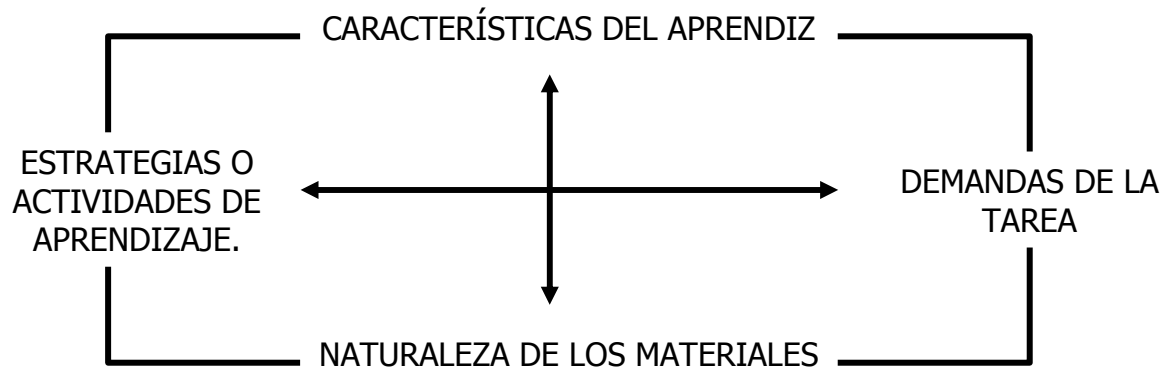 CARACTERÍSTICAS DEL APRENDIZ
ESTRATEGIAS O
ACTIVIDADES DE
APRENDIZAJE.
DEMANDAS DE LA
TAREA
NATURALEZA DE LOS MATERIALES